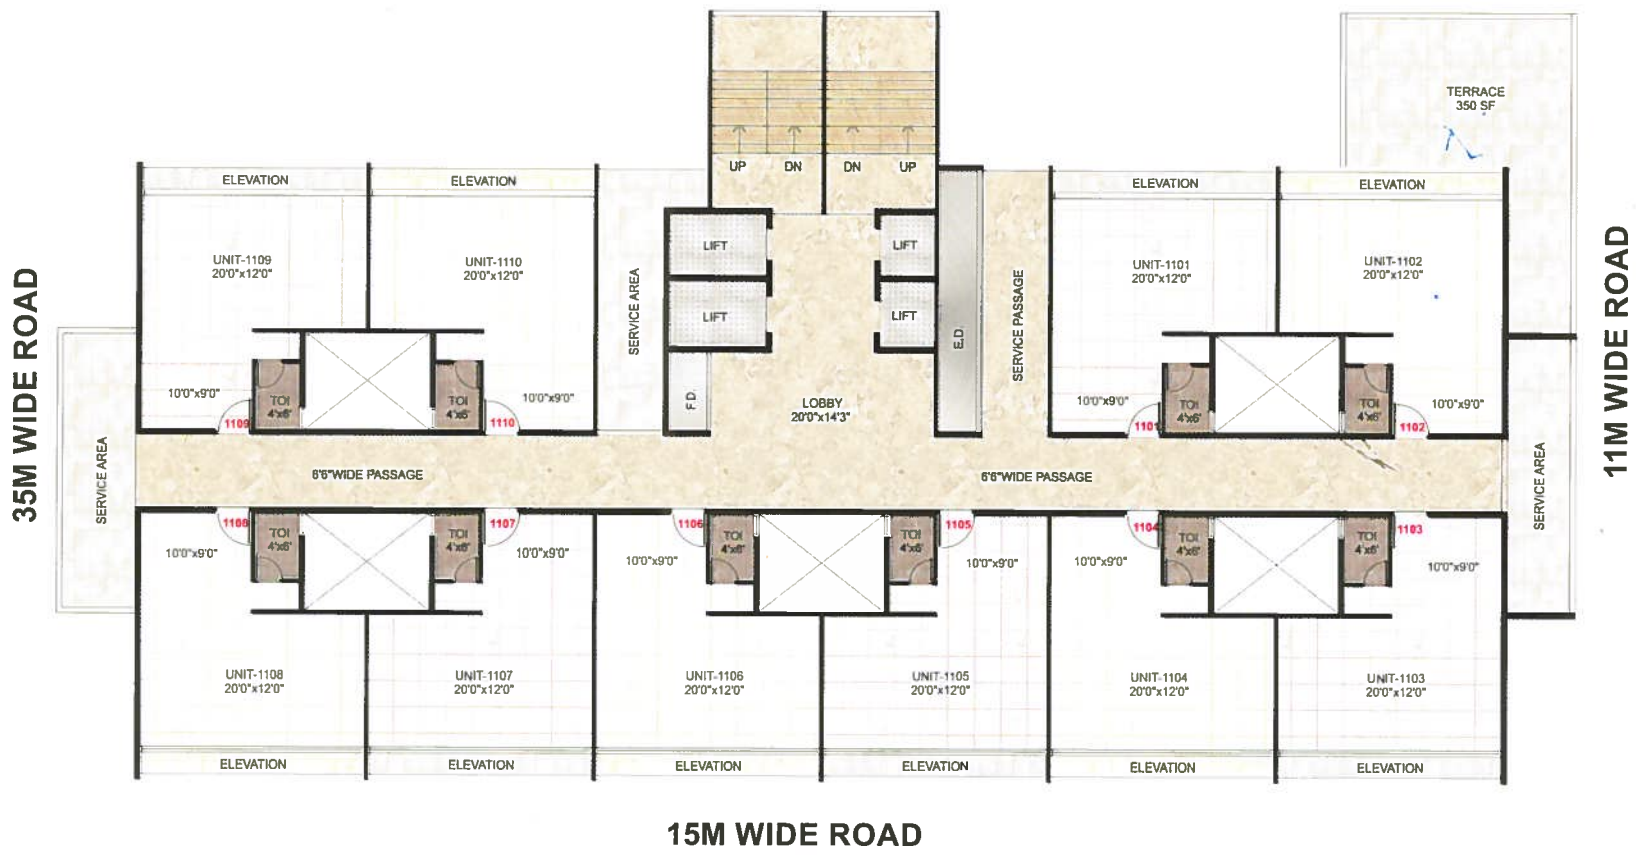 TERRACE
350 SF
UP
DN
DN
UP
ELEVATION
ELEVATION
ELEVATION
ELEVATION
LIFT
LIFT
LIFT
LIFT
UNIT-1109
20'0"x12'0"
UNIT-1110
20'0"x12'0"
UNIT-1101
20'0"x12'0"
UNIT-1102
20'0"x12'0"
SERVICE AREA
E.D.
SERVICE PASSAGE
35M WIDE ROAD
11M WIDE ROAD
10'0"x9'0"
TOI
4'x6'
TOI
4'x6'
10'0"x9'0"
F.D.
LOBBY
20'0"x14'3"
10'0"x9'0"
TOI
4'x6'
TOI
4'x6'
10'0"x9'0"
1109
1110
1101
1102
SERVICE AREA
6'6"WIDE PASSAGE
6'6"WIDE PASSAGE
SERVICE AREA
1108
1107
1106
1105
1104
1103
10'0"x9'0"
TOI
4'x6'
TOI
4'x6'
10'0"x9'0"
10'0"x9'0"
TOI
4'x6'
TOI
4'x6'
10'0"x9'0"
10'0"x9'0"
TOI
4'x6'
TOI
4'x6'
10'0"x9'0"
UNIT-1108
20'0"x12'0"
UNIT-1107
20'0"x12'0"
UNIT-1106
20'0"x12'0"
UNIT-1105
20'0"x12'0"
UNIT-1104
20'0"x12'0"
UNIT-1103
20'0"x12'0"
ELEVATION
ELEVATION
ELEVATION
ELEVATION
ELEVATION
ELEVATION
15M WIDE ROAD